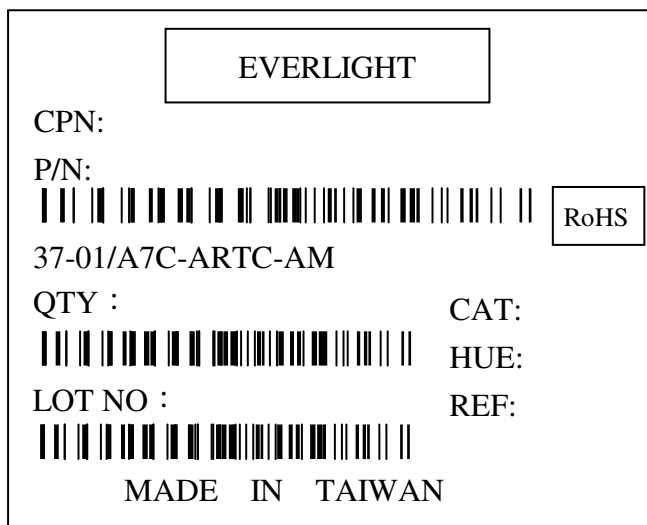 EVERLIGHT
CPN:
P/N:
RoHS
37-01/A7C-ARTC-AM
QTY：
CAT:
HUE:
LOT NO：
REF:
MADE IN TAIWAN